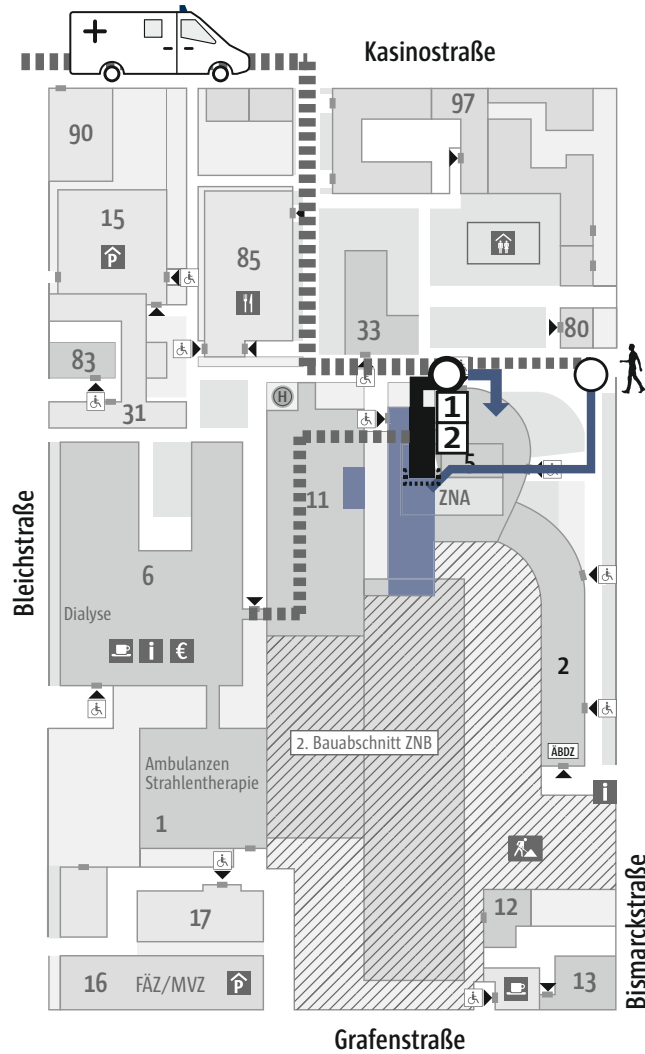 Kasinostraße
97
90
15
P
85
33
80
83
31
H
1
2
5
11
ZNA
Bleichstraße
6
Dialyse
i
€
2
2. Bauabschnitt ZNB
ÄBDZ
Ambulanzen
Strahlentherapie
i
1
12
17
Bismarckstraße
16
FÄZ/MVZ
P
13
Grafenstraße